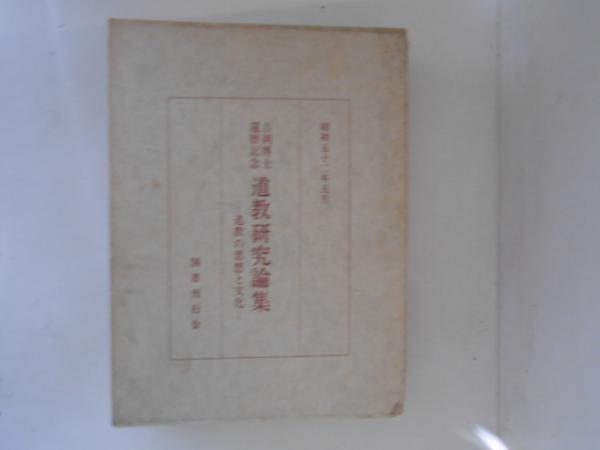 昭和五十二年五月
吉岡博士
還暦記念
道教研究論集
道教の思想と文化
国書刊行会